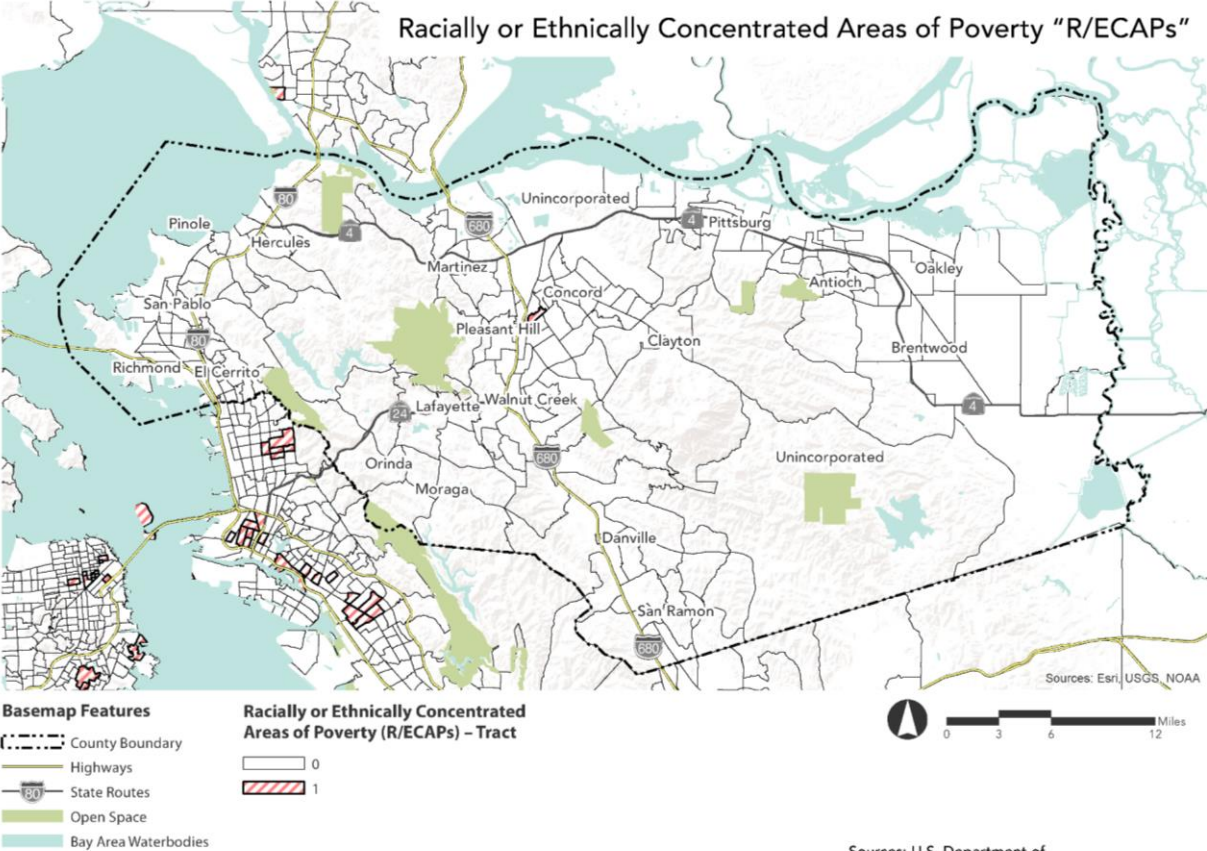 Racially or Ethnically Concentrated Areas of Poverty “R/ECAPs”
Unincorporated
80
Pinole
4
Pittsburg
680
4
Hercules
Martinez
Oakley
Antioch
Concord
San Pablo
Pleasant Hill
80
Clayton
Brentwood
Richmond
El Cerrito
Lafayette
Walnut Creek
24
4
680
Unincorporated
Orinda
Moraga
Danville
San Ramon
680
Sources: Esri, USGS, NOAA
Basemap Features
County Boundary
Highways
80
State Routes
Open Space
Bay Area Waterbodies
Racially or Ethnically Concentrated
Areas of Poverty (R/ECAPs) – Tract
0
1
Miles
0 3 6 12
Sources: U.S. Department of